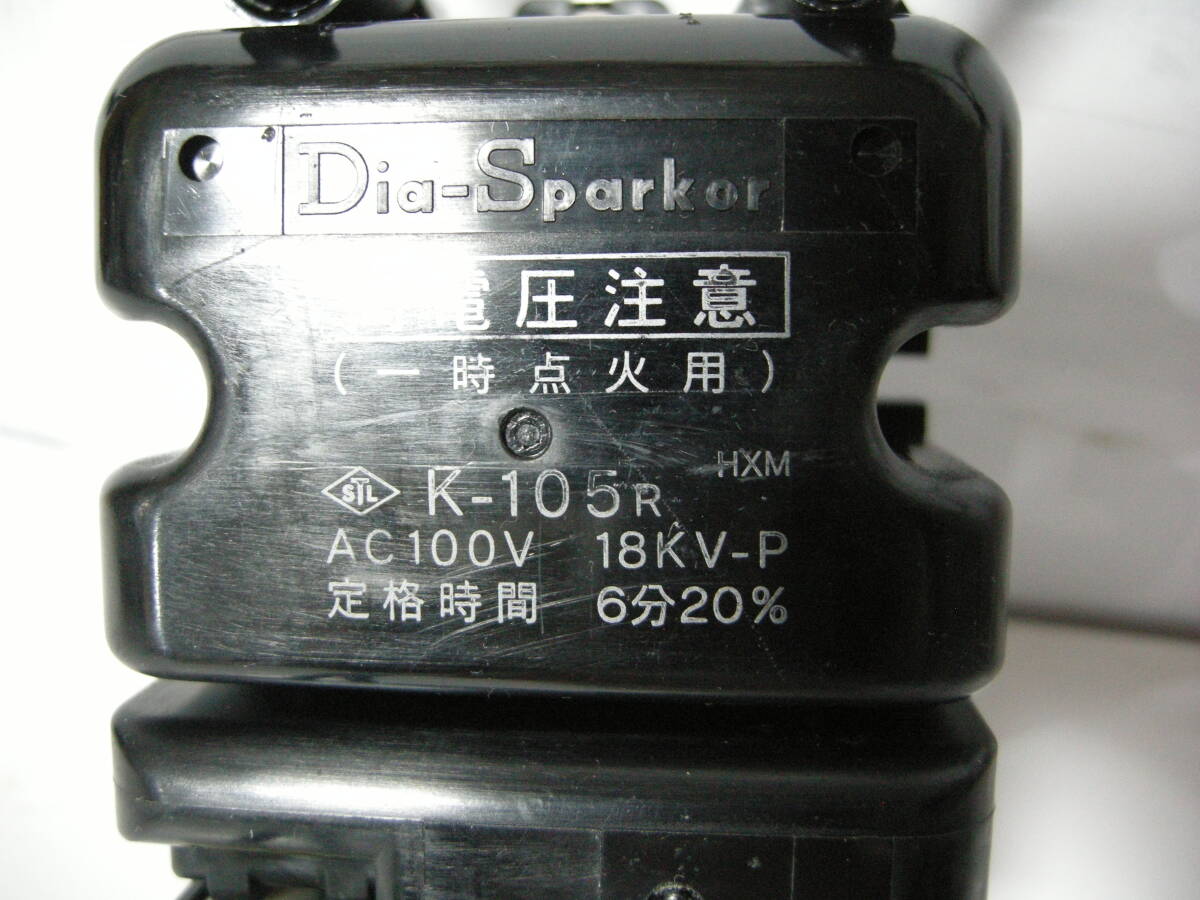 Dia-Sparkor
電圧注意
(一時点火用)
HXM
STL K-105R
AC100V 18KV-P
定格時間 6分20%